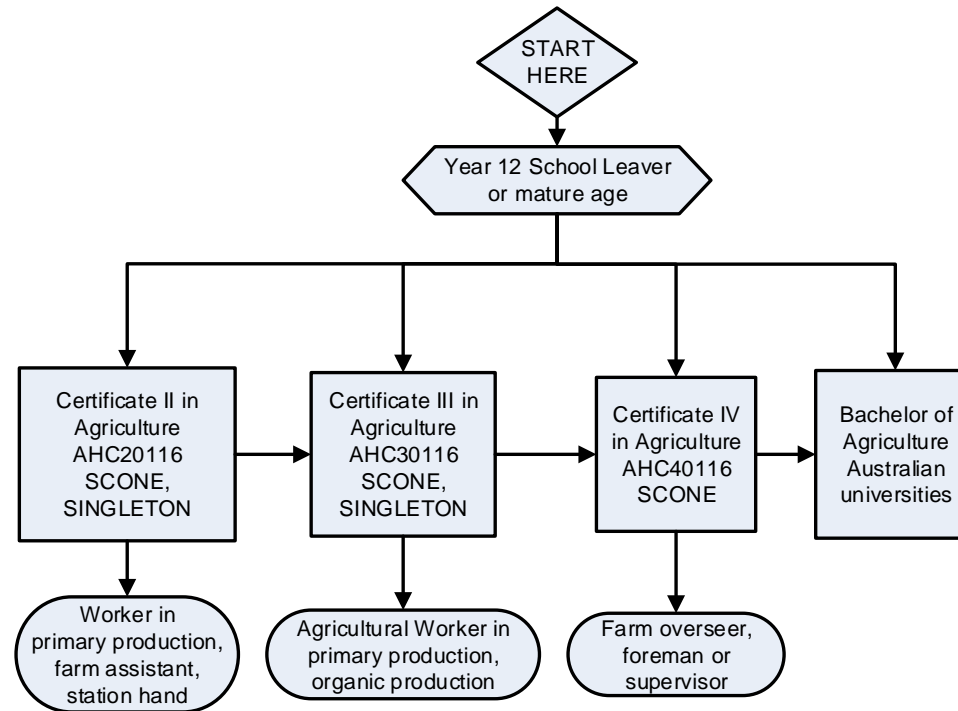 START
HERE
Year 12 School Leaver
or mature age
Certificate II in
Agriculture
AHC20116
SCONE,
SINGLETON
Certificate III in
Agriculture
AHC30116
SCONE,
SINGLETON
Certificate IV
in Agriculture
AHC40116
SCONE
Bachelor of
Agriculture
Australian
universities
Worker in
primary production,
farm assistant,
station hand
Agricultural Worker in
primary production,
organic production
Farm overseer,
foreman or
supervisor